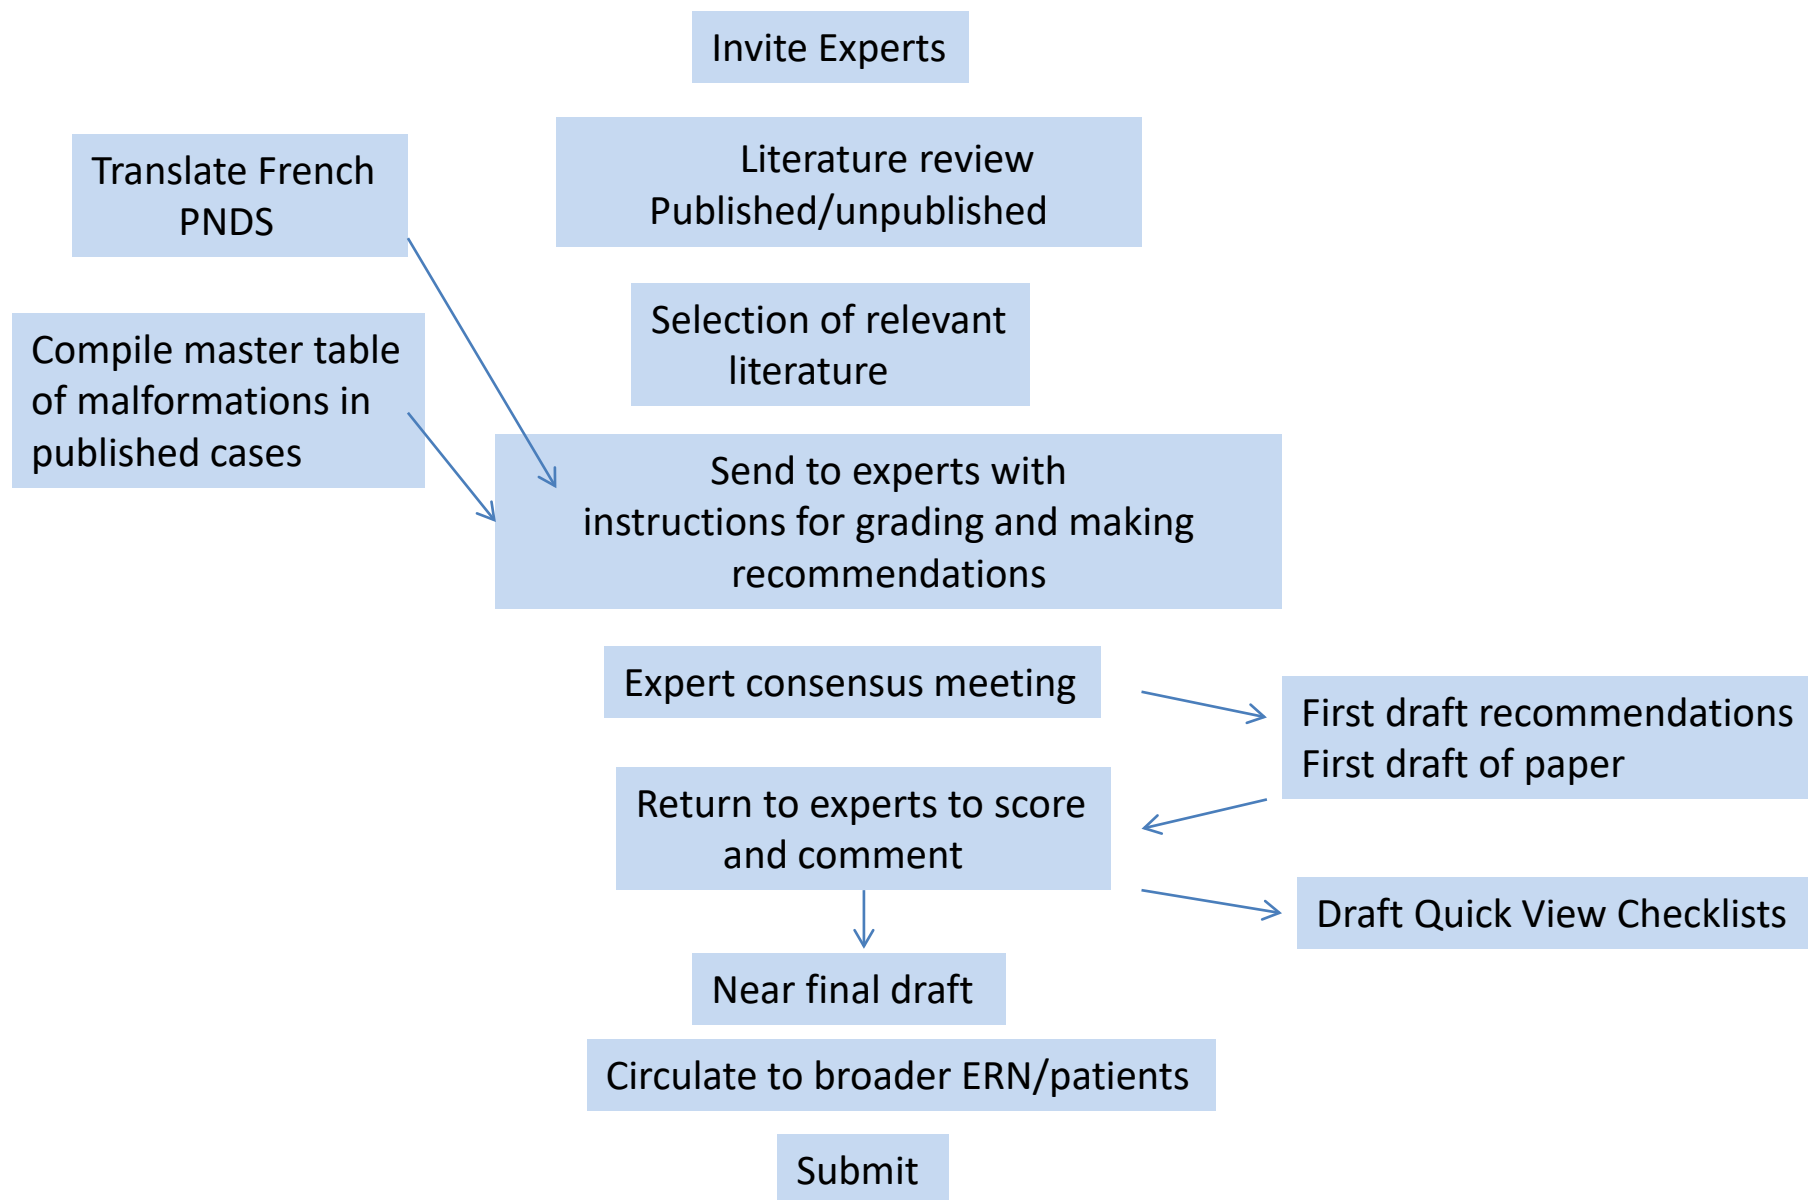 Invite Experts
Translate French
PNDS
Literature review
Published/unpublished
Compile master table
of malformations in
published cases
Selection of relevant
literature
Send to experts with
instructions for grading and making
recommendations
Expert consensus meeting
First draft recommendations
First draft of paper
Return to experts to score
and comment
Draft Quick View Checklists
Near final draft
Circulate to broader ERN/patients
Submit